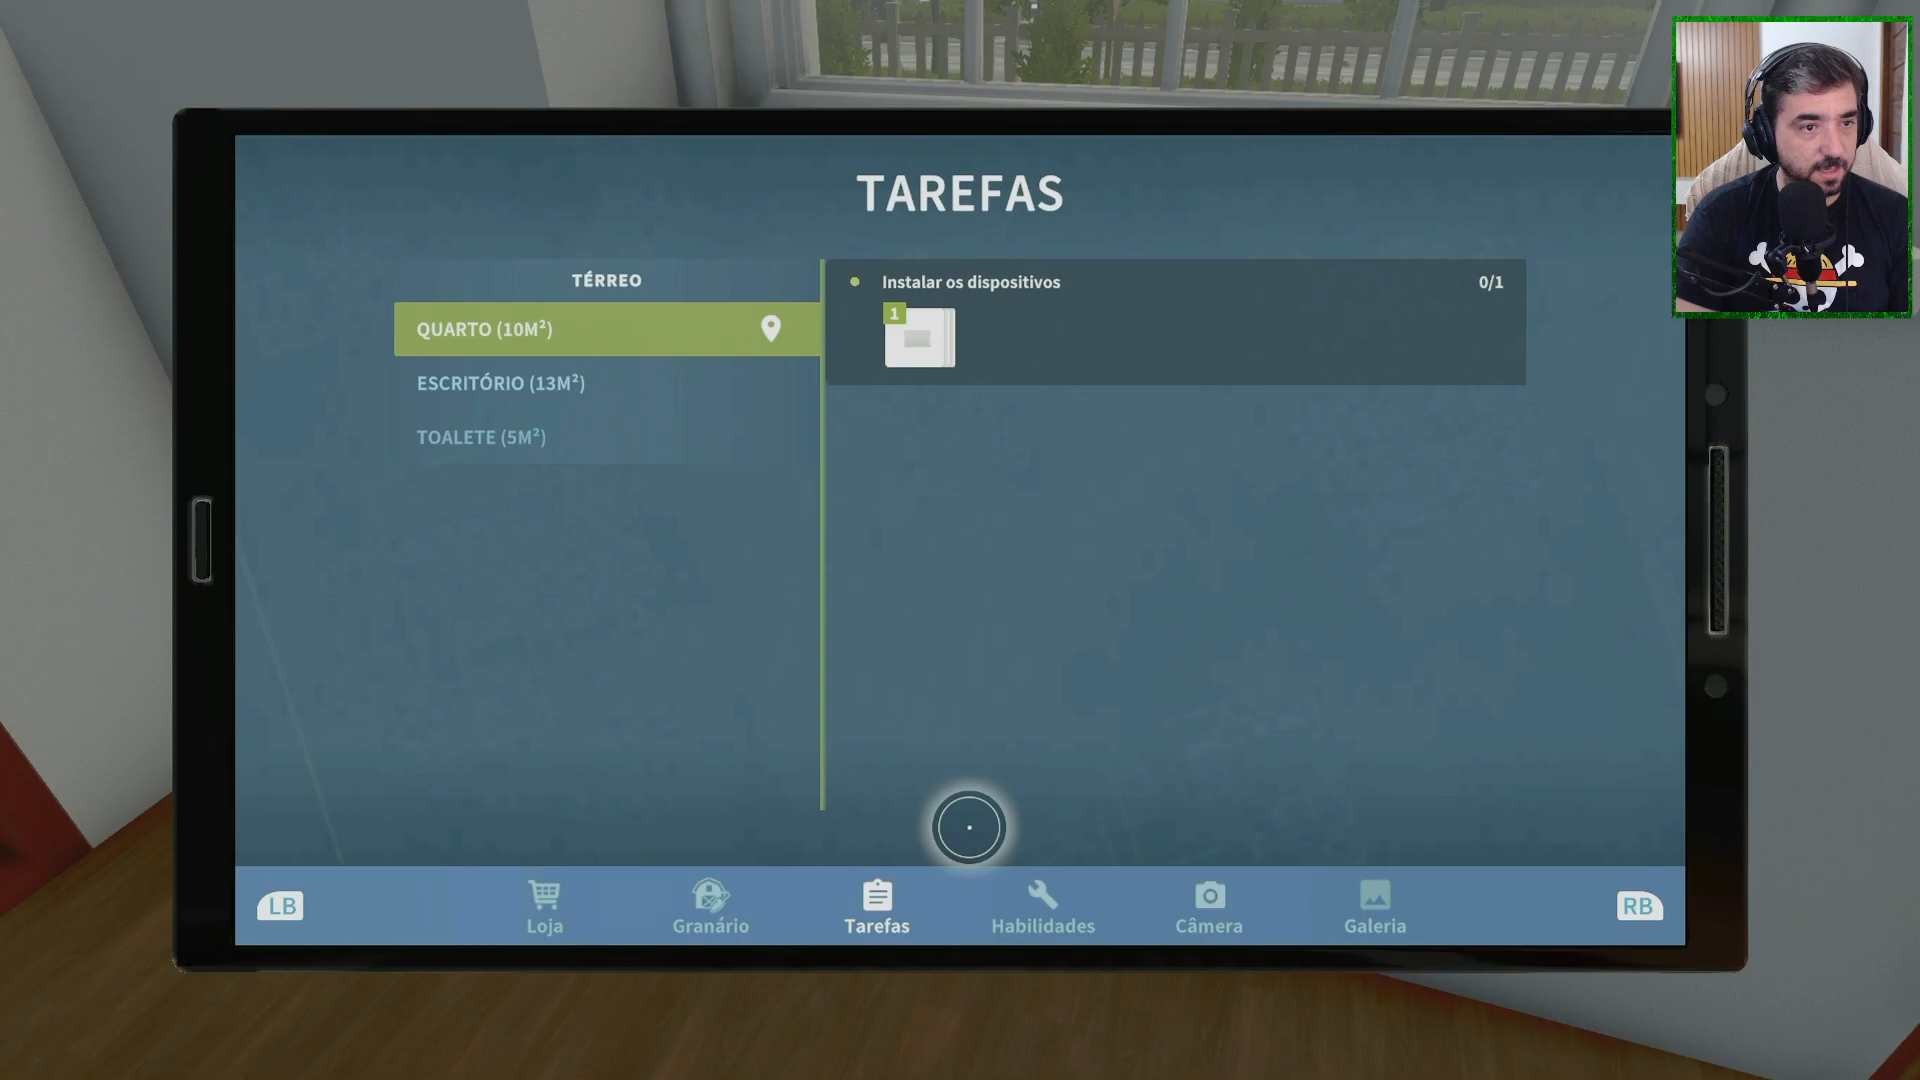 TAREFAS
TÉRREO
QUARTO (10M²)
ESCRITÓRIO (13M²)
TOALETE (5M²)
Instalar os dispositivos 0/1
1
LB
Loja
Granário
Tarefas
Habilidades
Câmera
Galeria
RB